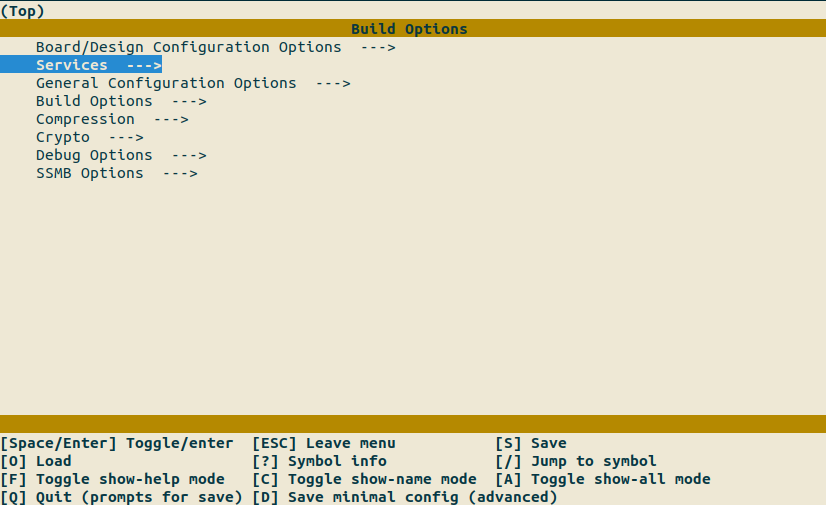 (Top)
Build Options
Board/Design Configuration Options  --->
Services  --->
General Configuration Options  --->
Build Options  --->
Compression  --->
Crypto  --->
Debug Options  --->
SSMB Options  --->
[Space/Enter] Toggle/enter  [ESC] Leave menu           [S] Save
[O] Load                    [?] Symbol info            [/] Jump to symbol
[F] Toggle show-help mode   [C] Toggle show-name mode  [A] Toggle show-all mode
[Q] Quit (prompts for save) [D] Save minimal config (advanced)